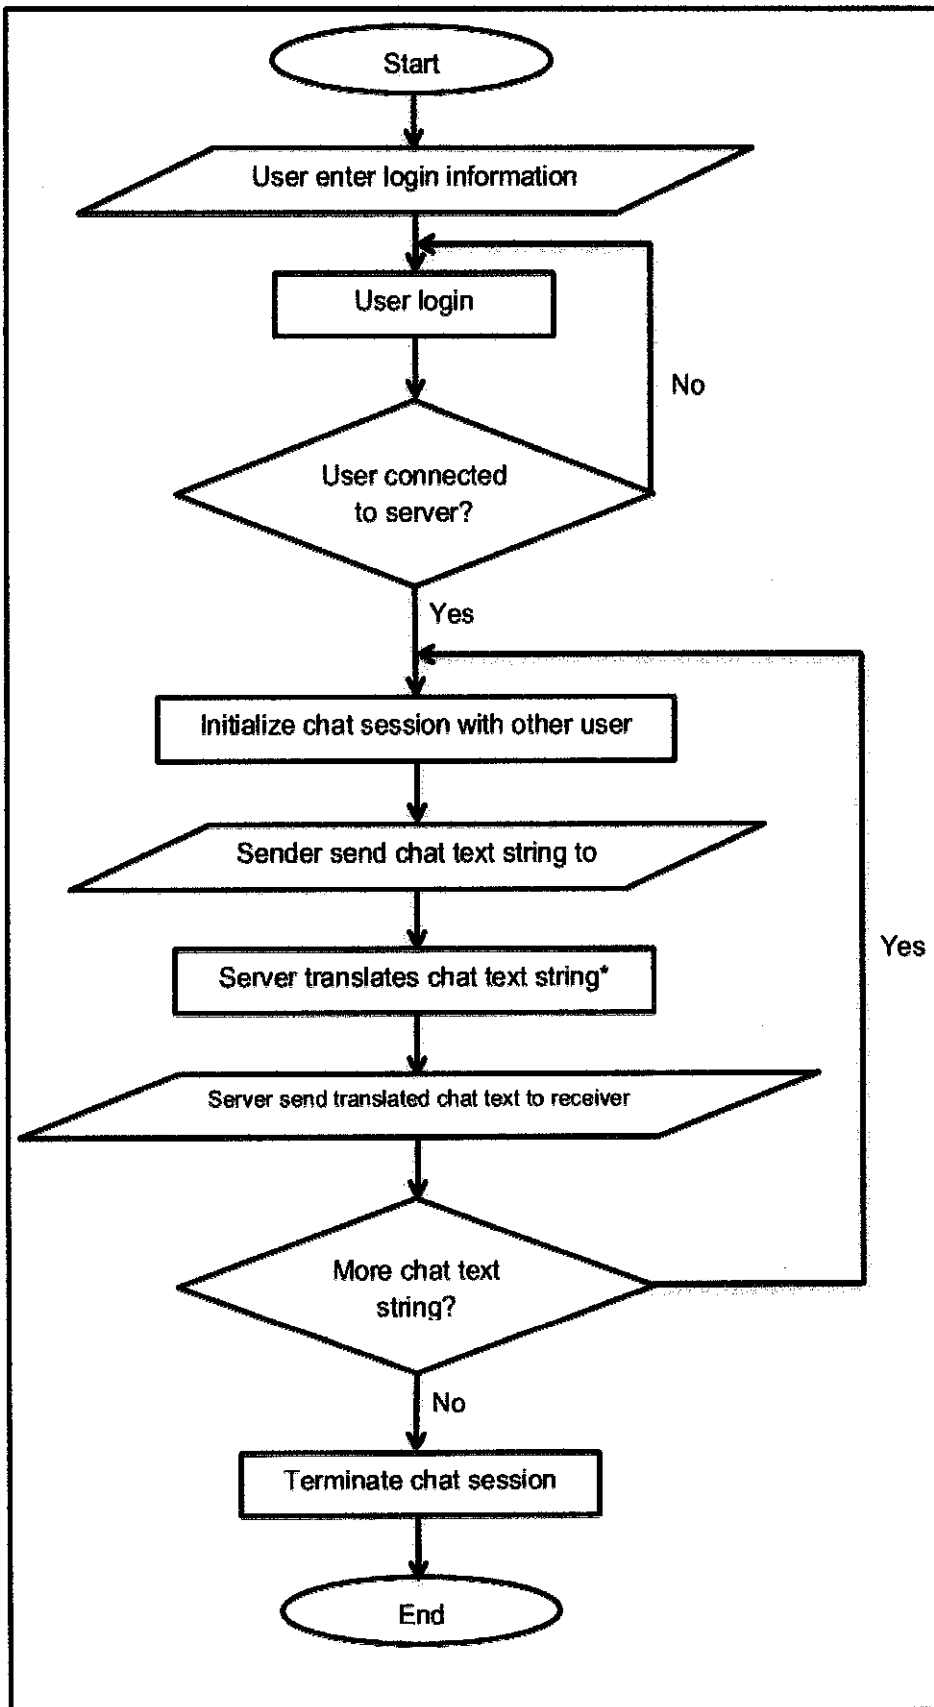 Start
User enter login information
User login
No
User connected
to server?
Yes
Initialize chat session with other user
Sender send chat text string to
Yes
Server translates chat text string*
Server send translated chat text to receiver
More chat text
string?
No
Terminate chat session
End